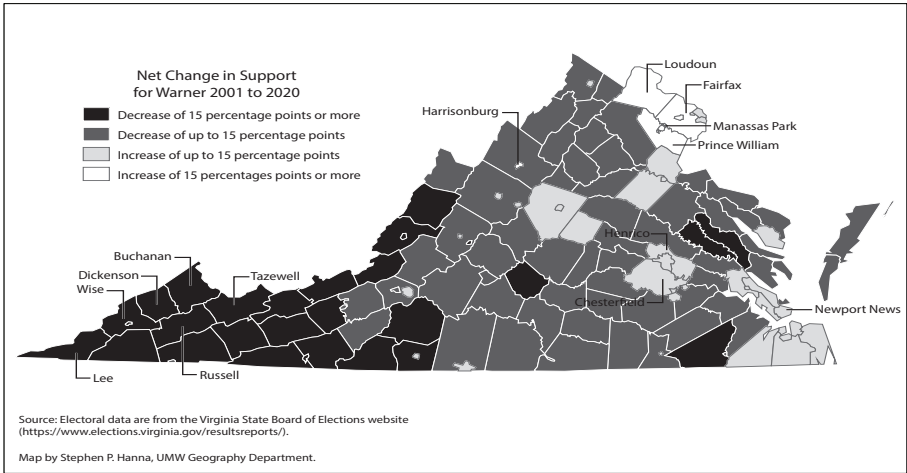 Net Change in Support
for Warner 2001 to 2020
Decrease of 15 percentage points or more
Decrease of up to 15 percentage points
Increase of up to 15 percentage points
Increase of 15 percentages points or more
Loudoun
Fairfax
Harrisonburg
Manassas Park
Prince William
Henrico
Buchanan
Dickenson
Tazewell
Wise
Chesterfield
Newport News
Lee
Russell
Source: Electoral data are from the Virginia State Board of Elections website
(https://www.elections.virginia.gov/resultsreports/).
Map by Stephen P. Hanna, UMW Geography Department.